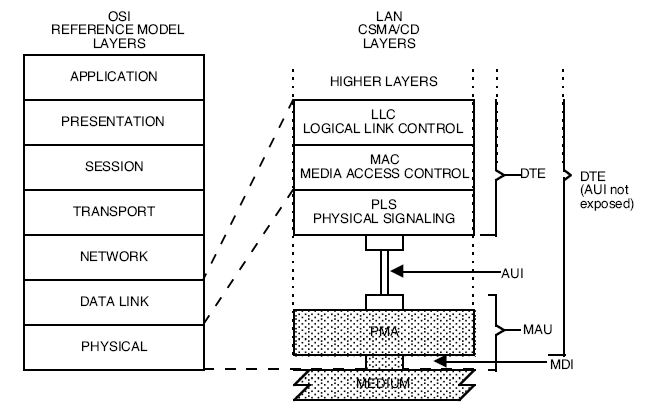 OSI
REFERENCE MODEL
LAYERS
APPLICATION
PRESENTATION
SESSION
TRANSPORT
NETWORK
DATA LINK
PHYSICAL
LAN
CSMA/CD
LAYERS
HIGHER LAYERS
LLC
LOGICAL LINK CONTROL
MAC
MEDIA ACCESS CONTROL
PLS
PHYSICAL SIGNALING
AUI
PMA
MAU
MDI
MEDIUM
DTE
DTE
(AUI not
exposed)